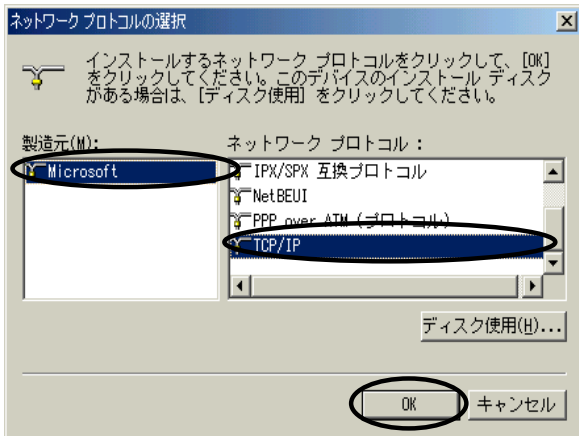 ネットワーク プロトコルの選択
インストールするネットワーク プロトコルをクリックして、[OK]
をクリックしてください。このデバイスのインストール ディスク
がある場合は、[ディスク使用] をクリックしてください。
製造元(M):
Microsoft
ネットワーク プロトコル :
IPX/SPX 互換プロトコル
NetBEUI
PPP over ATM (プロトコル)
TCP/IP
ディスク使用(H)...
OK
キャンセル